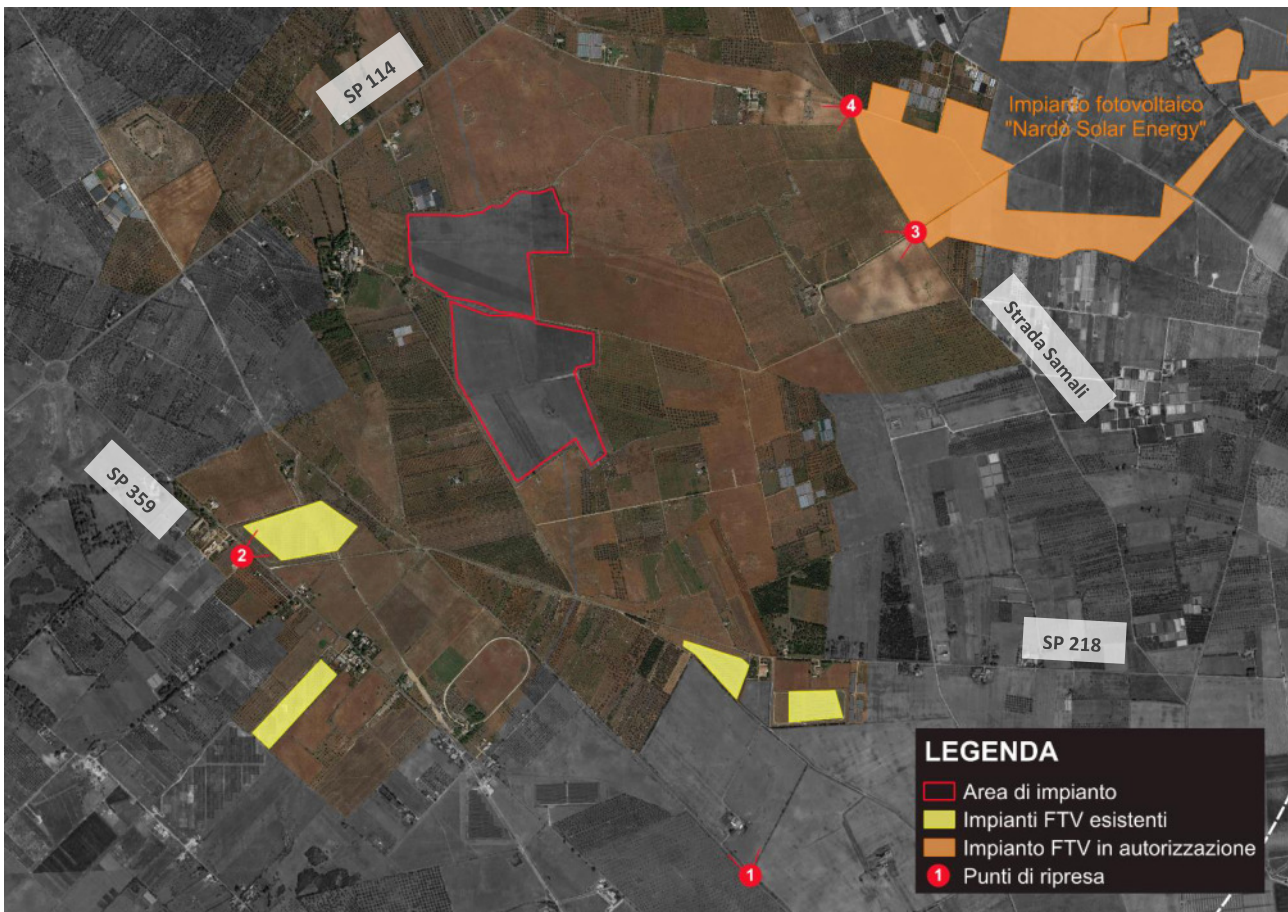 SP 114
4
Impianto fotovoltaico
"Nardò Solar Energy"
3
Strada Samali
SP 359
2
SP 218
LEGENDA
Area di impianto
Impianti FTV esistenti
Impianto FTV in autorizzazione
1 Punti di ripresa
1